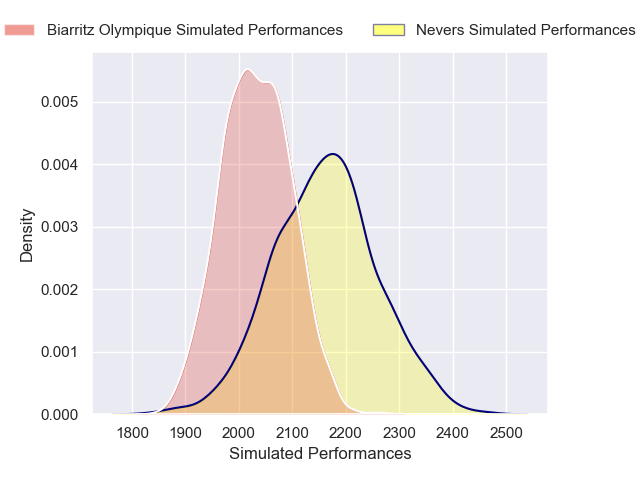 Biarritz Olympique Simulated Performances Nevers Simulated Performances
0.005
0.004
0.003
0.002
0.001
0.000
Density
1800 1900 2000 2100 2200 2300 2400 2500
Simulated Performances